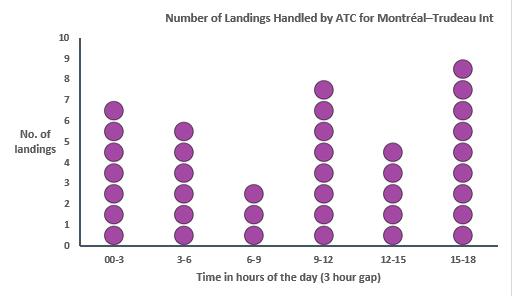 Number of Landings Handled by ATC for Montréal–Trudeau Int
10
9
8
7
6
5
4
3
2
1
0
No. of
landings
00-3 3-6 6-9 9-12 12-15 15-18
Time in hours of the day (3 hour gap)